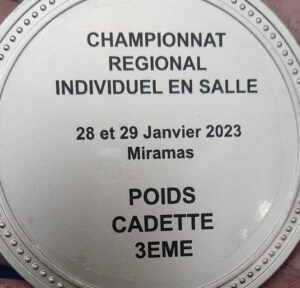 CHAMPIONNAT
REGIONAL
INDIVIDUEL EN SALLE
28 et 29 Janvier 2023
Miramas
POIDS
CADETTE
3EME